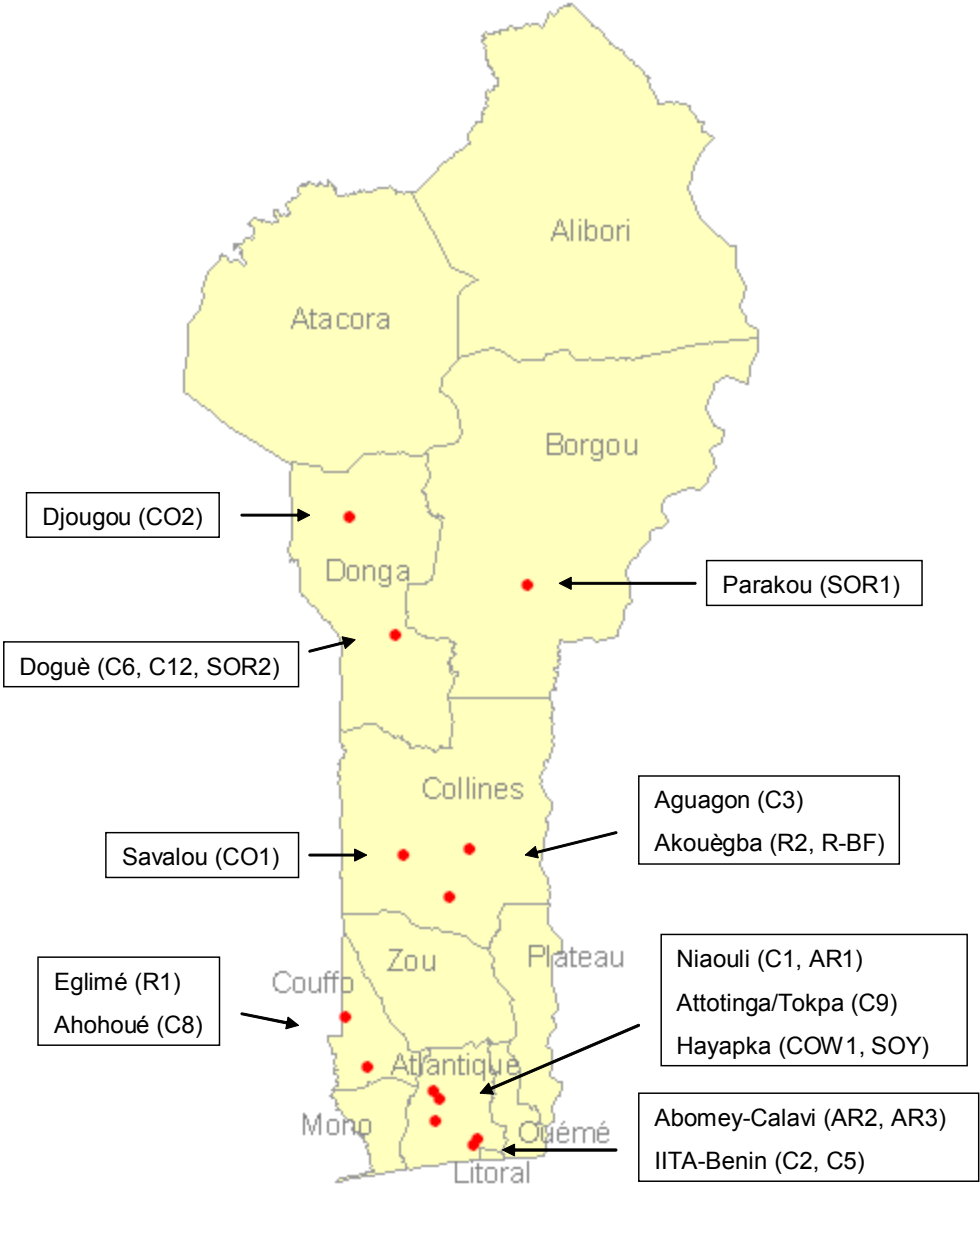 Alibori
Atacora
Borgou
Djougou (CO2)
Donga
Parakou (SOR1)
Doguè (C6, C12, SOR2)
Collines
Aguagon (C3)
Akouègba (R2, R-BF)
Savalou (CO1)
Zou
Plateau
Couffo
Eglimé (R1)
Ahohoué (C8)
Niaouli (C1, AR1)
Attotinga/Tokpa (C9)
Hayapka (COW1, SOY)
Atlantique
Mono
Ouémé
Abomey-Calavi (AR2, AR3)
IITA-Benin (C2, C5)
Litoral